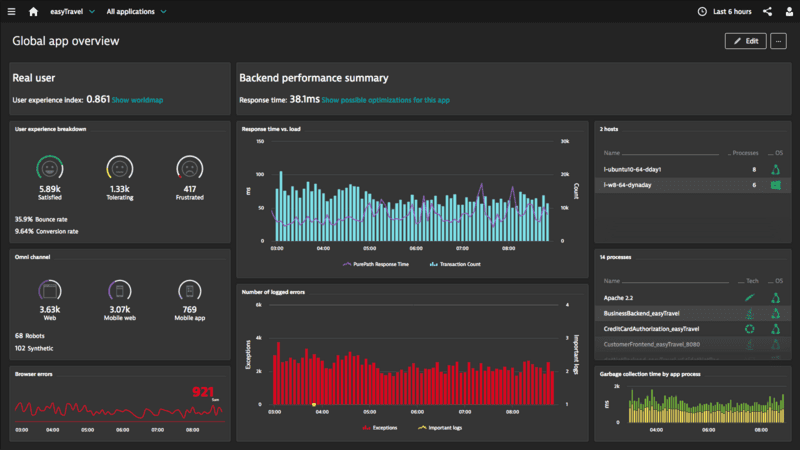 easyTravel
All applications
Last 6 hours
Global app overview
Edit
...
Real user
User experience index: 0.861 Show worldmap
Backend performance summary
Response time: 38.1ms Show possible optimizations for this app
User experience breakdown
5.89k
Satisfied
1.33k
Tolerating
417
Frustrated
35.9% Bounce rate
9.64% Conversion rate
Omni channel
3.63k
Web
3.07k
Mobile web
769
Mobile app
68 Robots
102 Synthetic
Browser errors
921
Sum
03:00 04:00 05:00 06:00 07:00 08:00
Response time vs. load
150 30k
100 20k
ms Count
50 10k
0 0
03:00 04:00 05:00 06:00 07:00 08:00
PurePath Response Time Transaction Count
Number of logged errors
6k 4
4k 3
Exceptions Important logs
2k 2
0 1
03:00 04:00 05:00 06:00 07:00 08:00
Exceptions Important logs
2 hosts
Name Processes OS
l-ubuntu10-64-dday1 8
l-w8-64-dynaday 6
14 processes
Name Tech OS
Apache 2.2
BusinessBackend_easyTravel
CreditCardAuthorization_easyTravel
CustomerFrontend_easyTravel_8080
Garbage collection time by app process
2k
ms
0
04:00 06:00 08:00